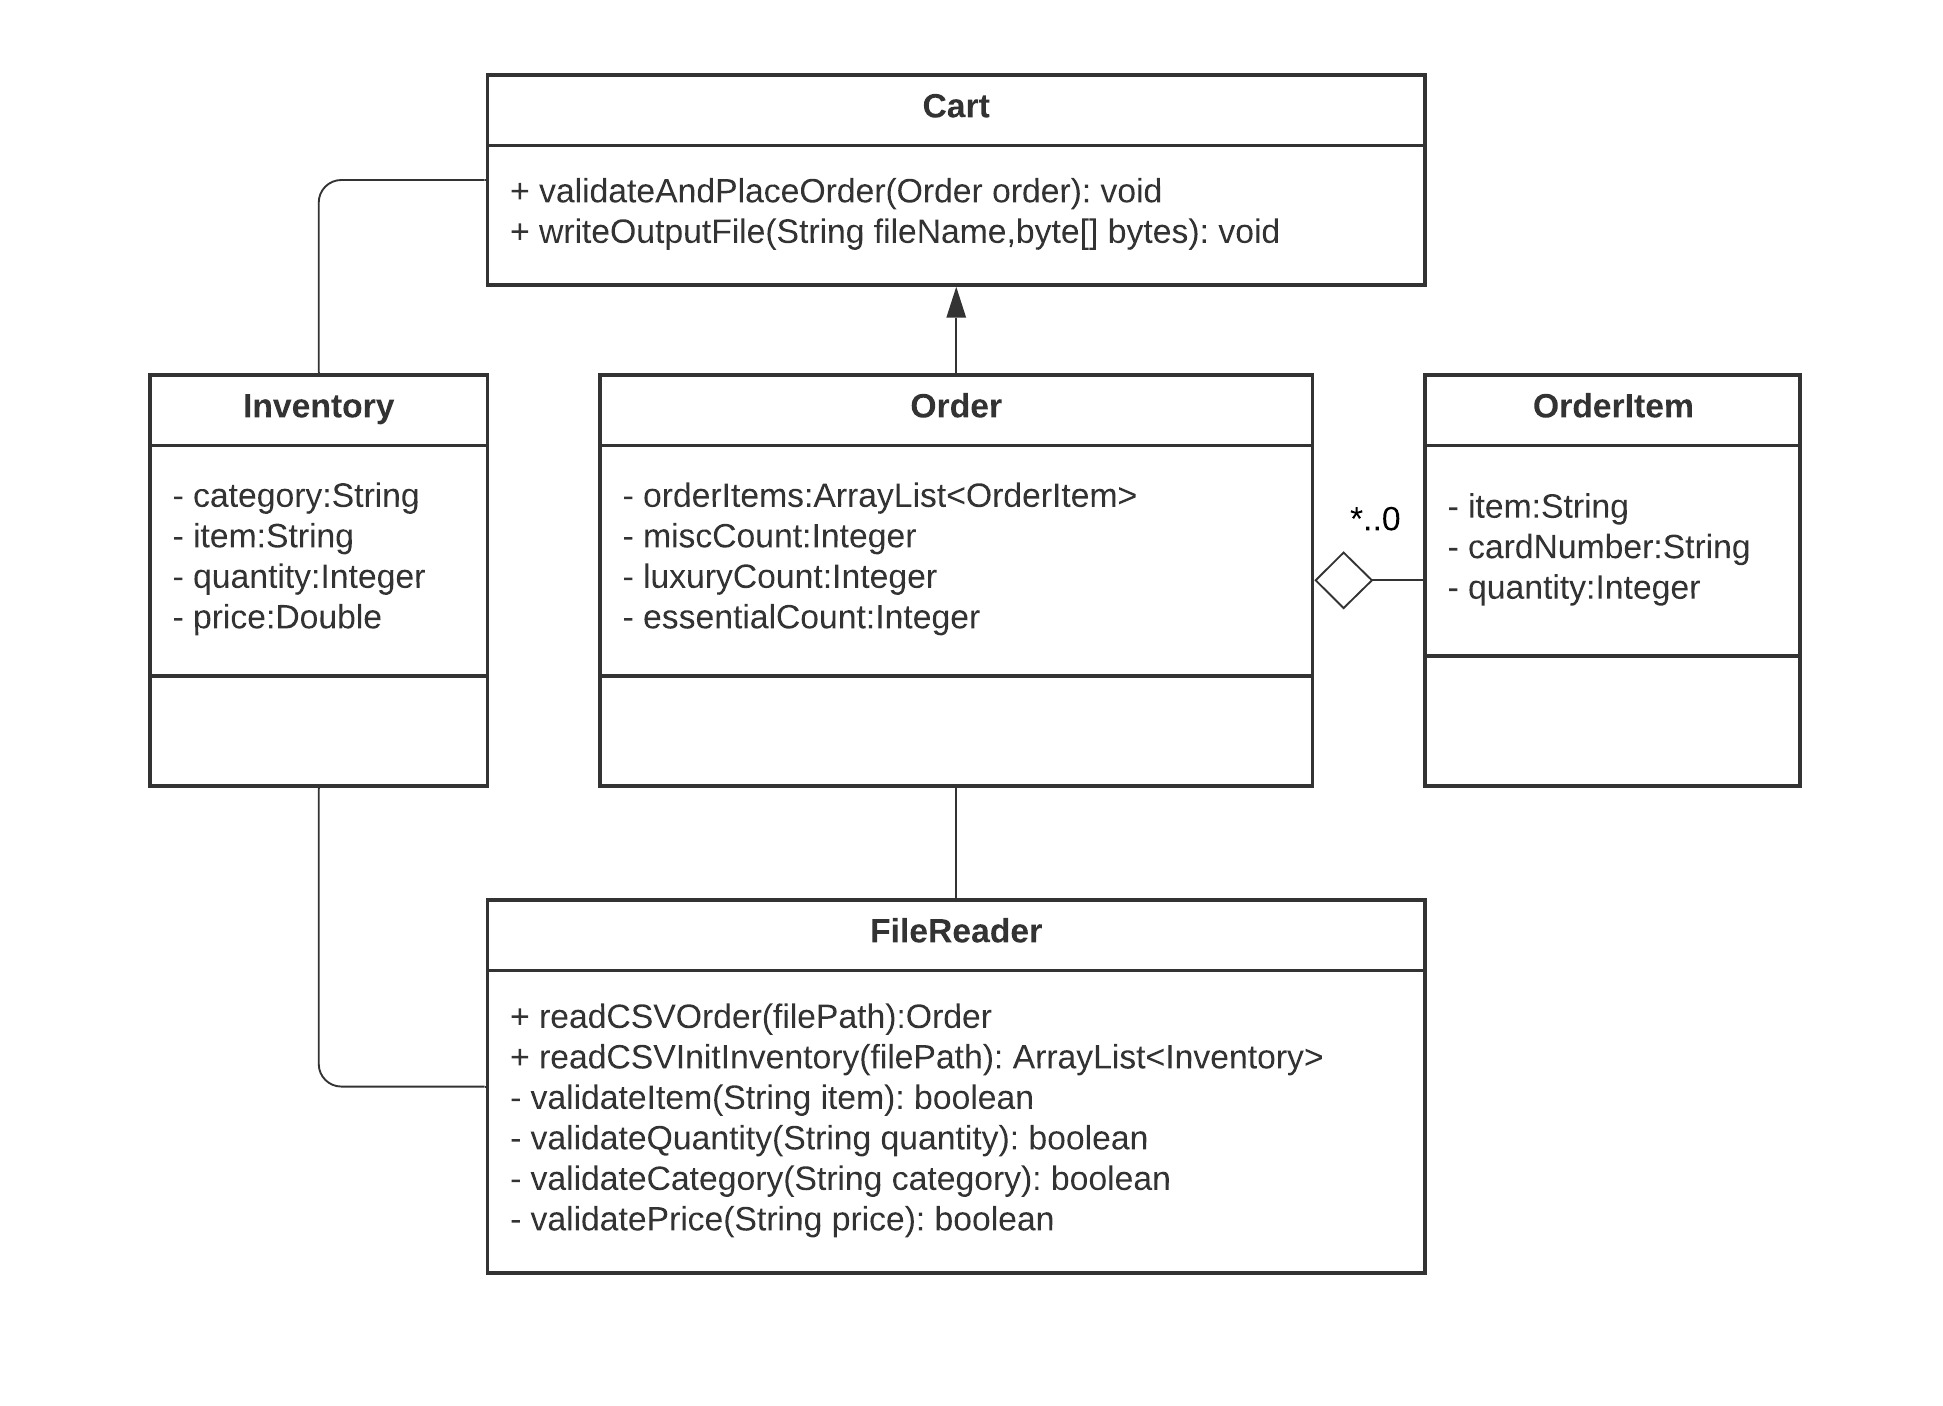 Cart
+ validateAndPlaceOrder(Order order): void
+ writeOutputFile(String fileName,byte[] bytes): void
Inventory
- category:String
- item:String
- quantity:Integer
- price:Double
Order
- orderItems:ArrayList<OrderItem>
- miscCount:Integer
- luxuryCount:Integer
- essentialCount:Integer
*..0
OrderItem
- item:String
- cardNumber:String
- quantity:Integer
FileReader
+ readCSVOrder(filePath):Order
+ readCSVInitInventory(filePath): ArrayList<Inventory>
- validateItem(String item): boolean
- validateQuantity(String quantity): boolean
- validateCategory(String category): boolean
- validatePrice(String price): boolean